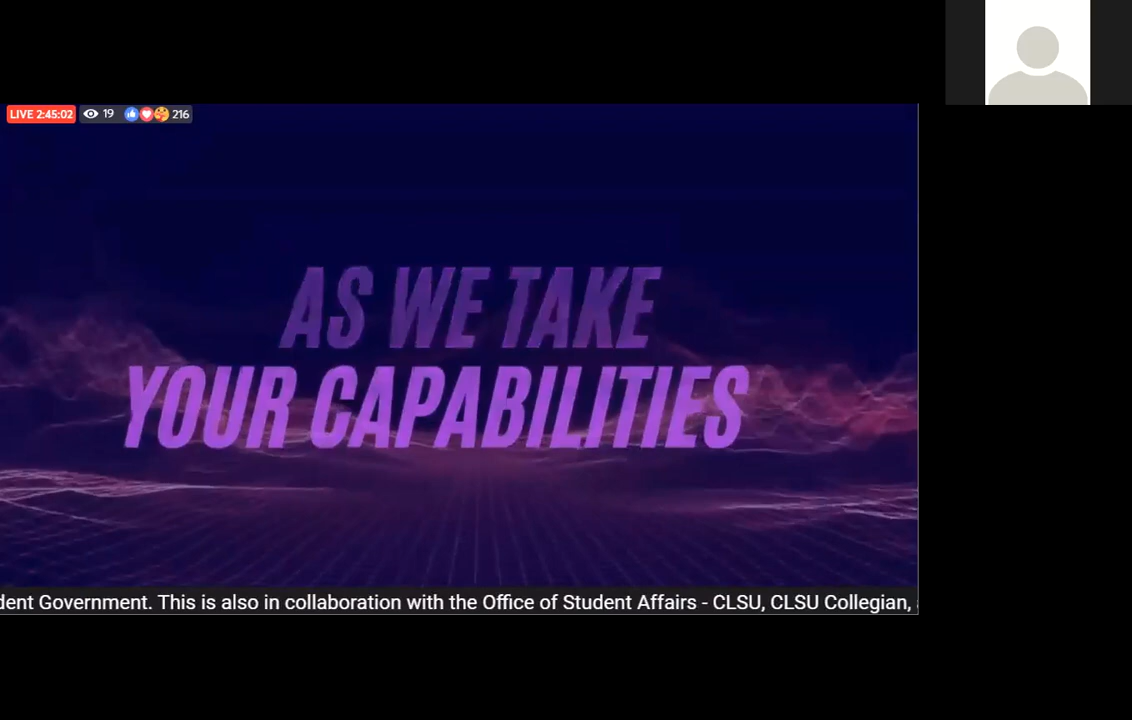 LIVE 2:45:02 19 216
AS WE TAKE
YOUR CAPABILITIES
dent Government. This is also in collaboration with the Office of Student Affairs - CLSU, CLSU Collegian,